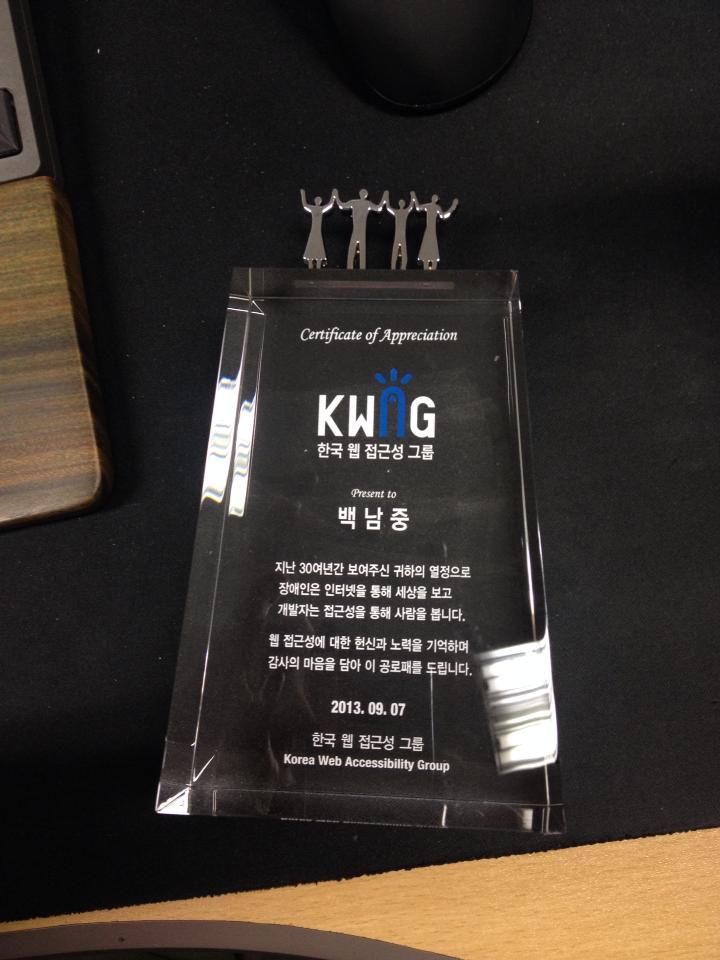 Certificate of Appreciation
KWAG
한국 웹 접근성 그룹
Present to
백남중
지난 30여년간 보여주신 귀하의 열정으로
장애인은 인터넷을 통해 세상을 보고
개발자는 접근성을 통해 사람을 봅니다.
웹 접근성에 대한 헌신과 노력을 기억하며
감사의 마음을 담아 이 공로패를 드립니다.
2013. 09. 07
한국 웹 접근성 그룹
Korea Web Accessibility Group